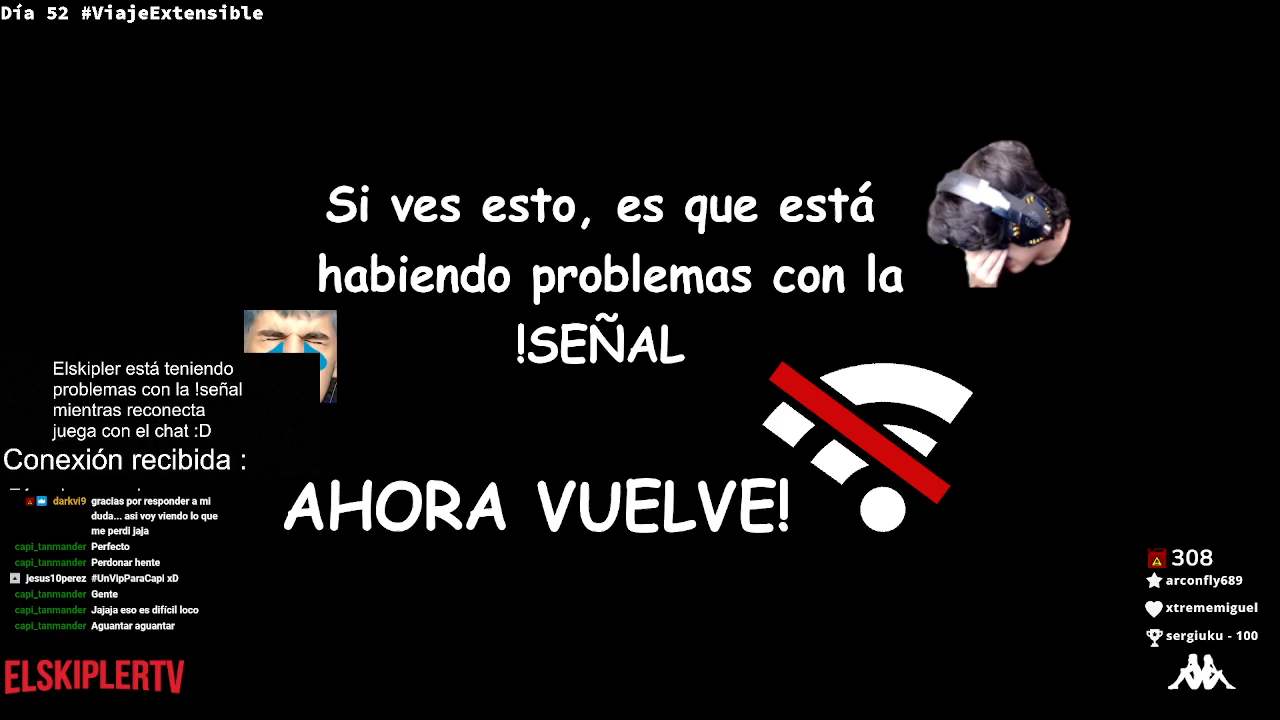 Día 52 #ViajeExtensible
Si ves esto, es que está
habiendo problemas con la
!SEÑAL
AHORA VUELVE!
Elskipler está teniendo
problemas con la !señal
mientras reconecta
juega con el chat :D
Conexión recibida :
darkvi9 gracias por responder a mi
duda... asi voy viendo lo que
me perdi jaja
capi_tanmander Perfecto
capi_tanmander Perdonar hente
jesus10perez #UnVipParaCapi xD
capi_tanmander Gente
capi_tanmander Jajaja eso es difícil loco
capi_tanmander Aguantar aguantar
ELSKIPLERTV
308
arconfly689
xtrememiguel
sergiuku - 100